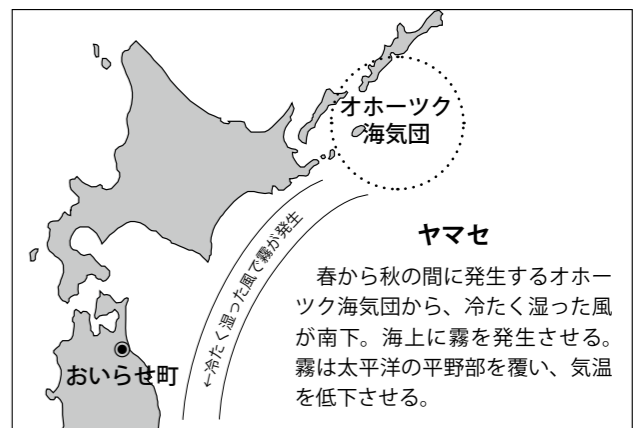 オホーツク
海気団
←冷たく湿った風で霧が発生
おいらせ町
ヤマセ
　春から秋の間に発生するオホー
ツク海気団から、冷たく湿った風
が南下。海上に霧を発生させる。
霧は太平洋の平野部を覆い、気温
を低下させる。